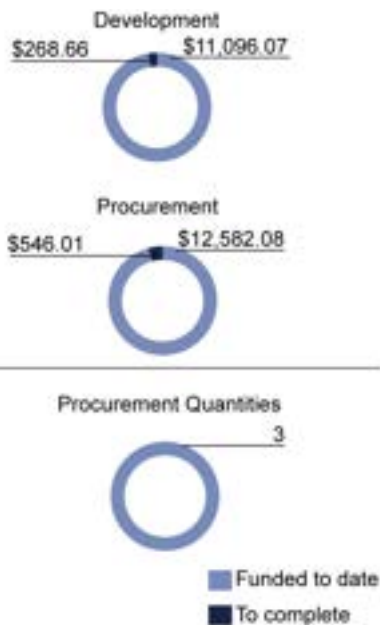 Development
$268.66 $11,096.07
Procurement
$546.01 $12,582.08
Procurement Quantities
3
Funded to date
To complete